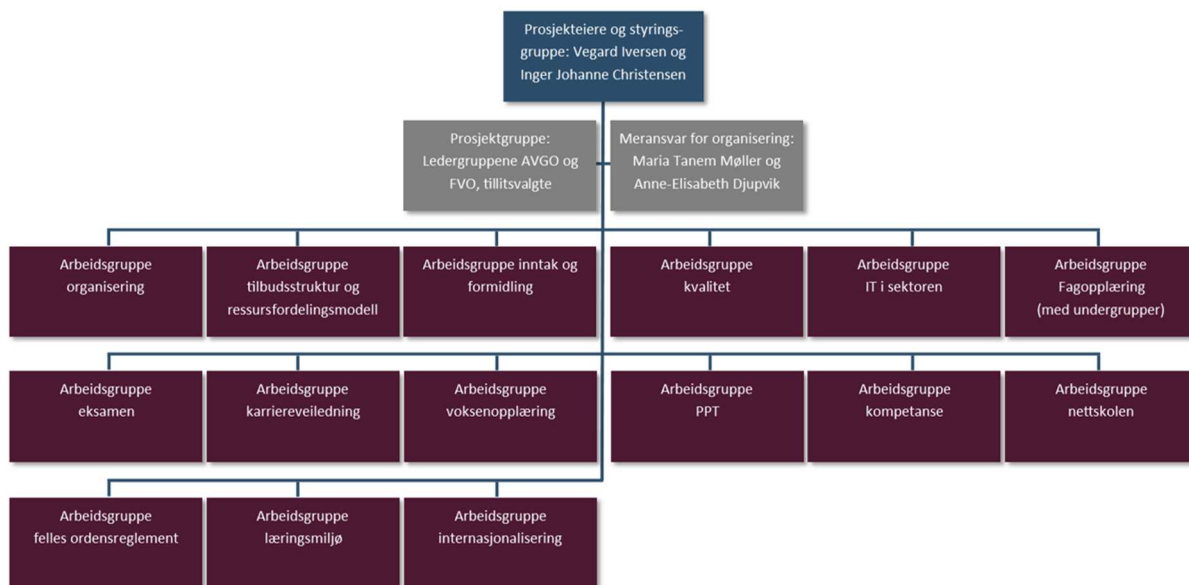 Prosjekteiere og styrings-
gruppe: Vegard Iversen og
Inger Johanne Christensen
Prosjektgruppe:
Ledergruppene AVGO og
FVO, tillitsvalgte
Meransvar for organisering:
Maria Tanem Møller og
Anne-Elisabeth Djupvik
Arbeidsgruppe
organisering
Arbeidsgruppe
tilbudsstruktur og
ressursfordelingsmodell
Arbeidsgruppe inntak og
formidling
Arbeidsgruppe
kvalitet
Arbeidsgruppe
IT i sektoren
Arbeidsgruppe
Fagopplæring
(med undergrupper)
Arbeidsgruppe
eksamen
Arbeidsgruppe
karriereveiledning
Arbeidsgruppe
voksenopplæring
Arbeidsgruppe
PPT
Arbeidsgruppe
kompetanse
Arbeidsgruppe
nettskolen
Arbeidsgruppe
felles ordensreglement
Arbeidsgruppe
læringsmiljø
Arbeidsgruppe
internasjonalisering